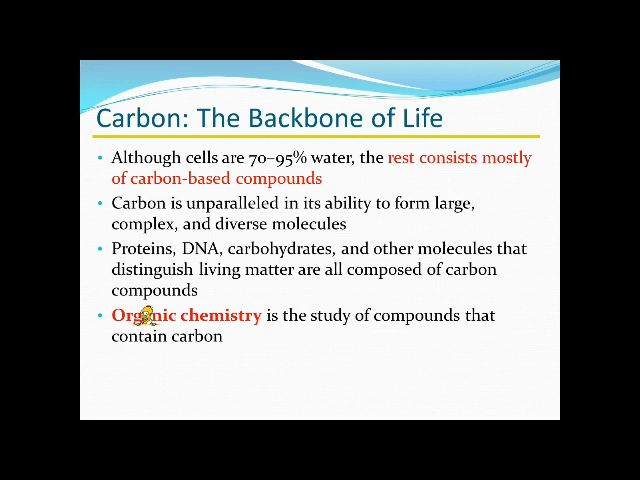 Carbon: The Backbone of Life
• Although cells are 70–95% water, the rest consists mostly
of carbon-based compounds
• Carbon is unparalleled in its ability to form large,
complex, and diverse molecules
• Proteins, DNA, carbohydrates, and other molecules that
distinguish living matter are all composed of carbon
compounds
• Organic chemistry is the study of compounds that
contain carbon